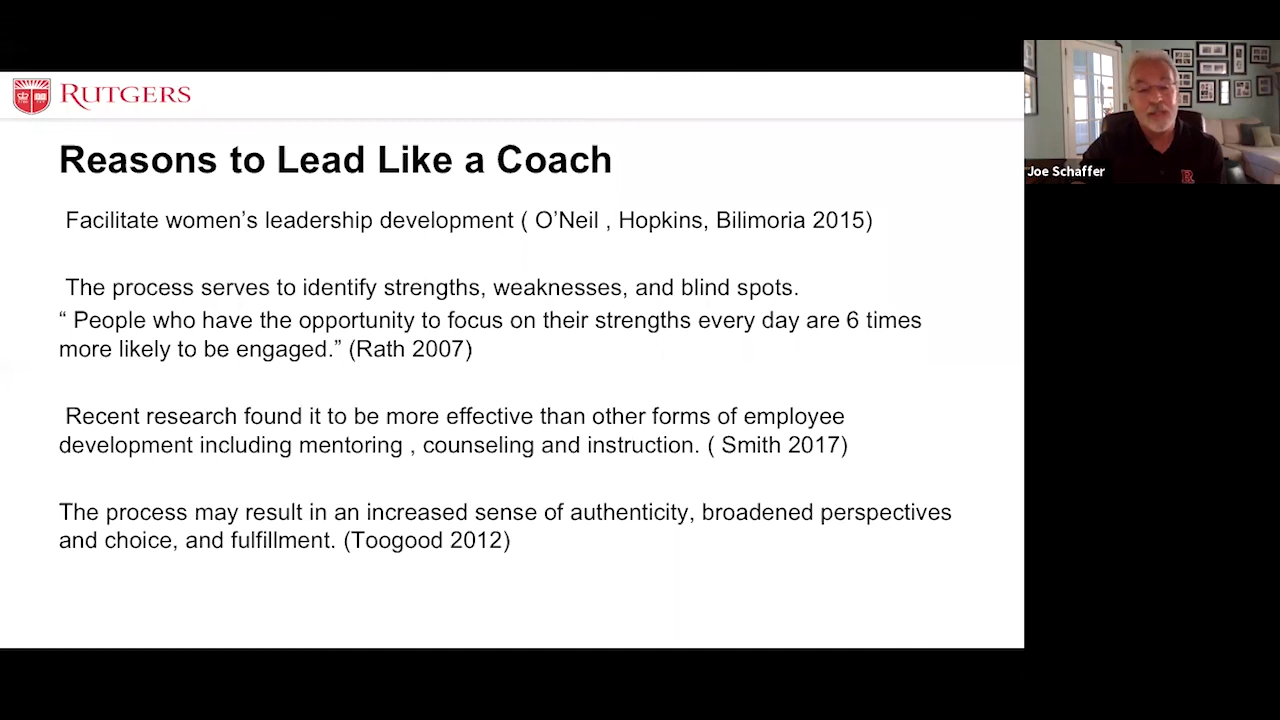 RUTGERS
Reasons to Lead Like a Coach
Facilitate women’s leadership development ( O’Neil , Hopkins, Bilimoria 2015)
The process serves to identify strengths, weaknesses, and blind spots.
“ People who have the opportunity to focus on their strengths every day are 6 times
more likely to be engaged.” (Rath 2007)
Recent research found it to be more effective than other forms of employee
development including mentoring , counseling and instruction. ( Smith 2017)
The process may result in an increased sense of authenticity, broadened perspectives
and choice, and fulfillment. (Toogood 2012)
Joe Schaffer
R